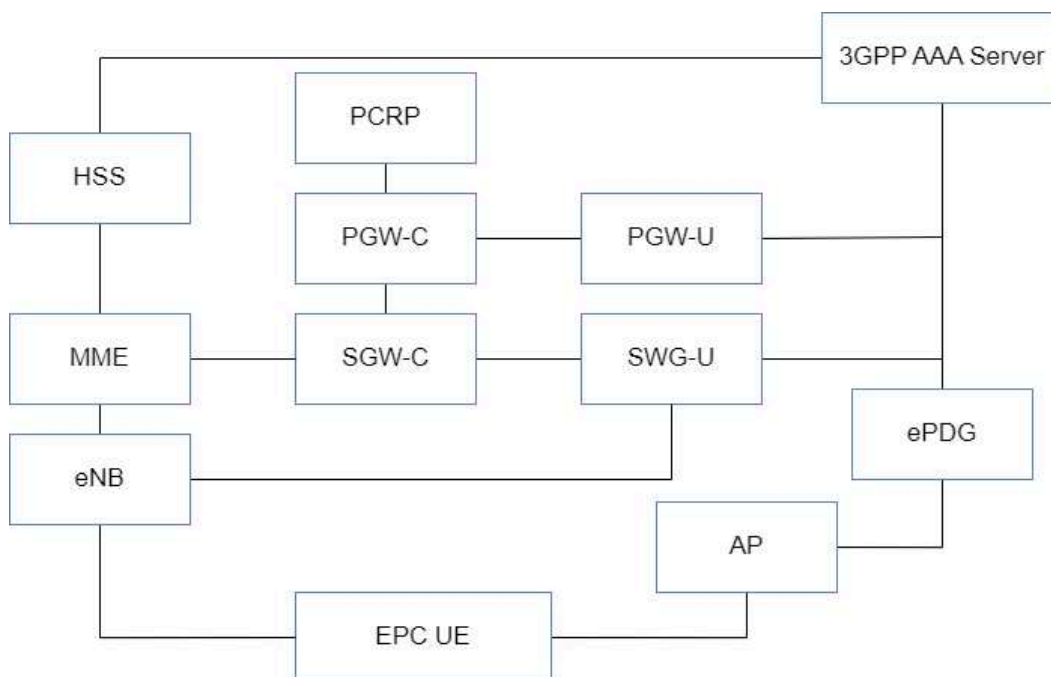 3GPP AAA Server
PCRP
HSS
PGW-C
PGW-U
MME
SGW-C
SWG-U
ePDG
eNB
AP
EPC UE